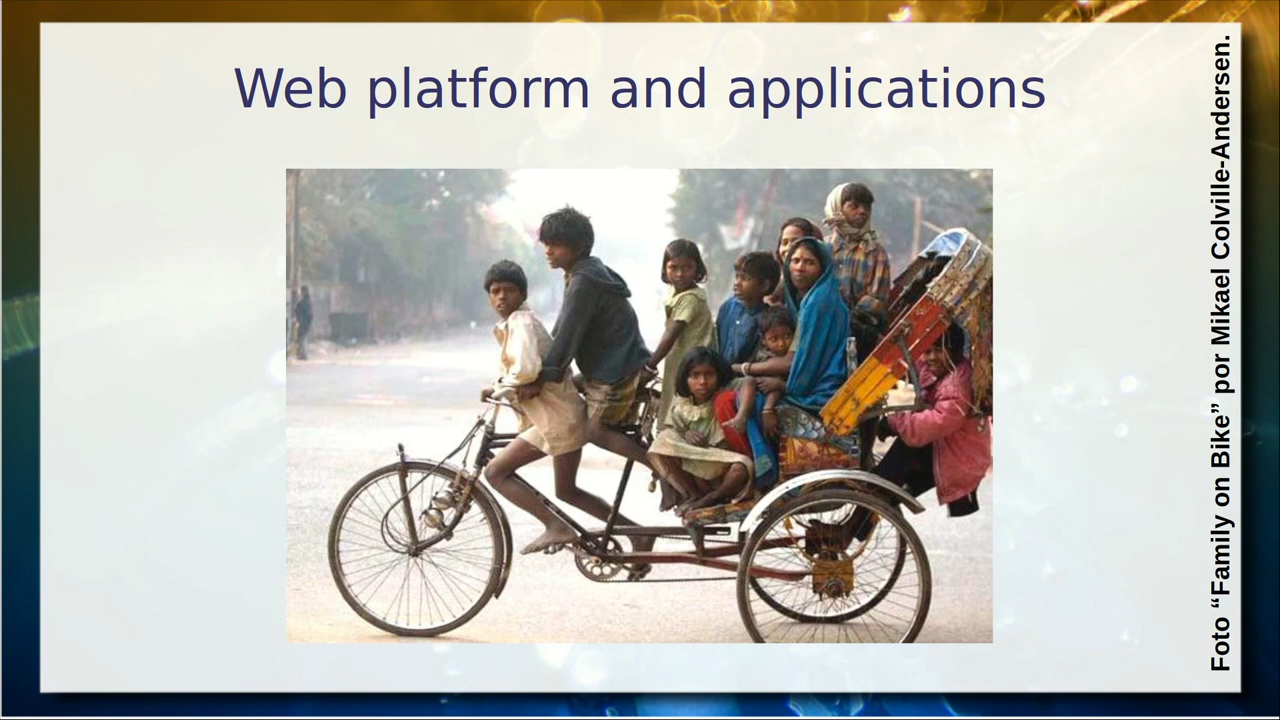 Web platform and applications
Foto “Family on Bike” por Mikael Colville-Andersen.